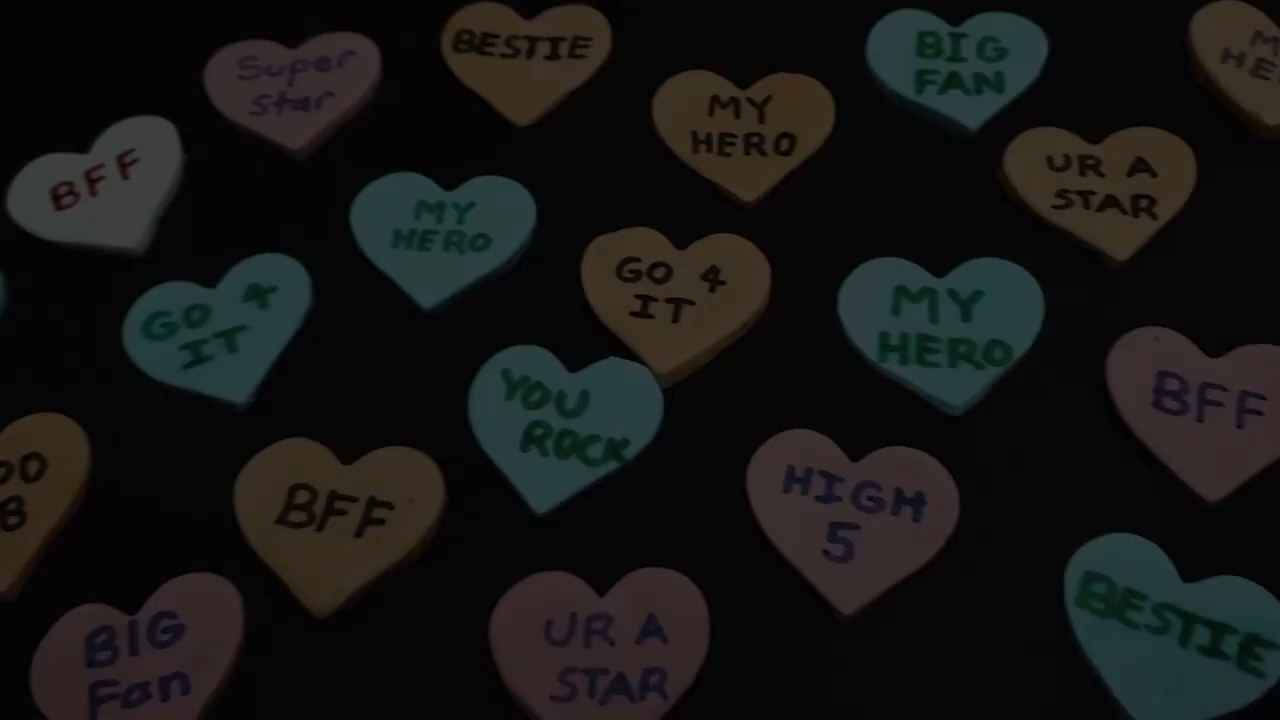 BESTIE
Super
star
BIG
FAN
MY
HERO
BFF
UR A
STAR
MY
HERO
GO 4
IT
GO 4
IT
MY
HERO
YOU
ROCK
BFF
HIGH
5
BFF
BIG
Fan
UR A
STAR
BESTIE